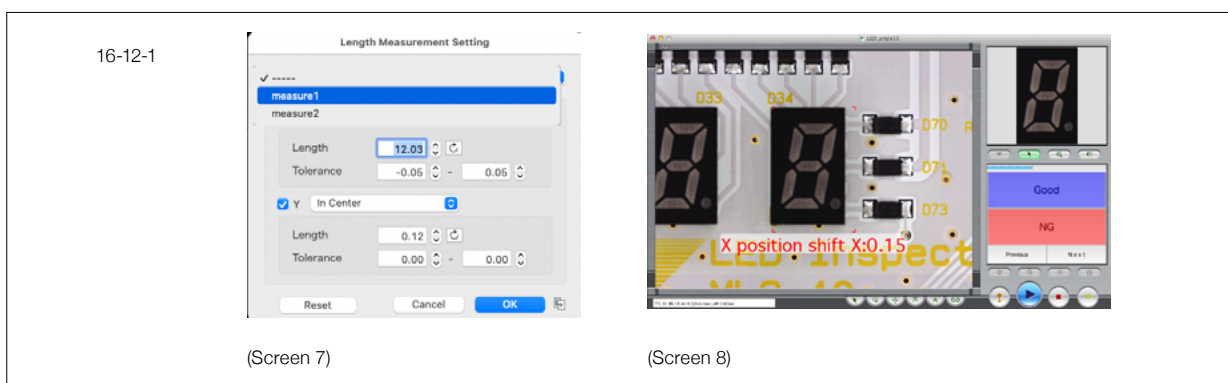 16-12-1
Length Measurement Setting
✓ -----
measure1
measure2
Length 12.03
Tolerance -0.05 - 0.05
Y In Center
Length 0.12
Tolerance 0.00 - 0.00
Reset Cancel OK
LED_single15
D33 D34
D70
D71
D73
X position shift X:0.15
LED Inspect
Good
NG
Previous Next
(Screen 7) (Screen 8)